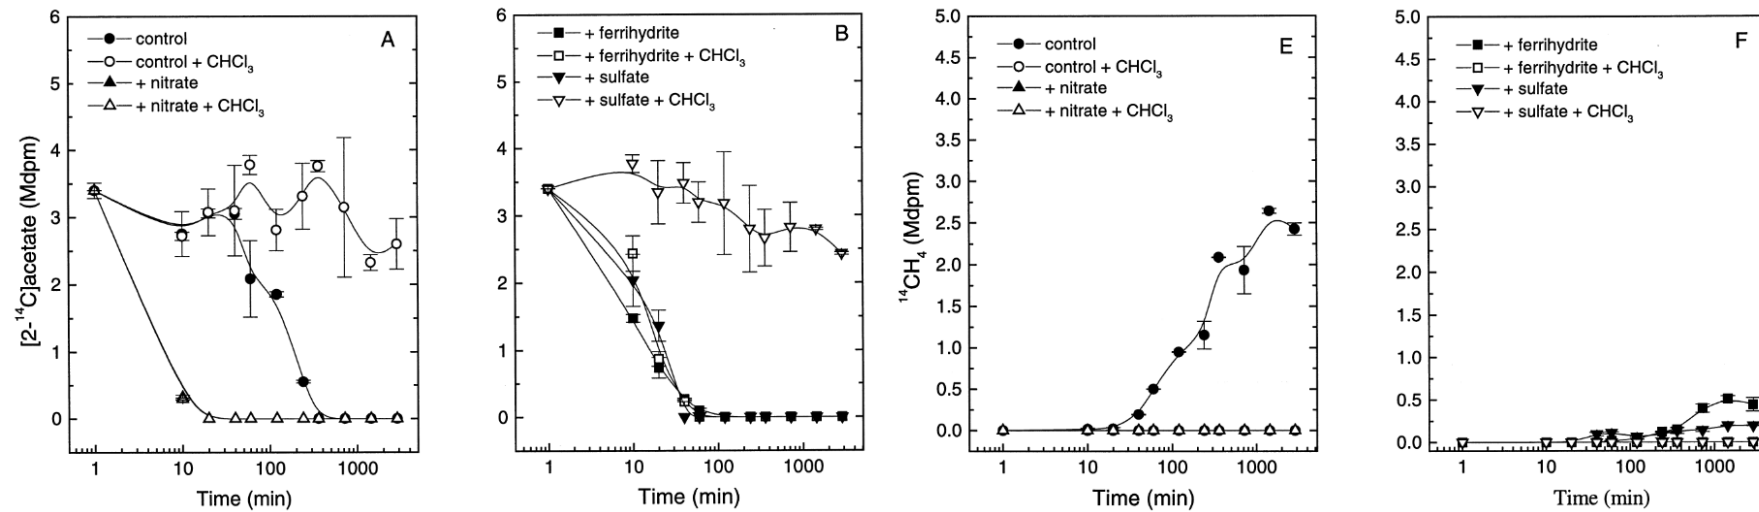 A
control
control + CHCl₃
+ nitrate
+ nitrate + CHCl₃
[2-¹⁴C]acetate (Mdpm)
6
5
4
3
2
1
0
1
10
100
1000
Time (min)
B
+ ferrihydrite
+ ferrihydrite + CHCl₃
+ sulfate
+ sulfate + CHCl₃
6
5
4
3
2
1
0
1
10
100
1000
Time (min)
E
control
control + CHCl₃
+ nitrate
+ nitrate + CHCl₃
¹⁴CH₄ (Mdpm)
5.0
4.5
4.0
3.5
3.0
2.5
2.0
1.5
1.0
0.5
0.0
1
10
100
1000
Time (min)
F
+ ferrihydrite
+ ferrihydrite + CHCl₃
+ sulfate
+ sulfate + CHCl₃
5.0
4.5
4.0
3.5
3.0
2.5
2.0
1.5
1.0
0.5
0.0
1
10
100
1000
Time (min)